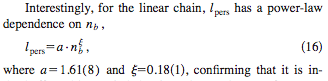 Interestingly, for the linear chain, l_pers has a power-law
dependence on n_b,
l_pers = a · n_b^ξ, (16)
where a = 1.61(8) and ξ = 0.18(1), confirming that it is in-